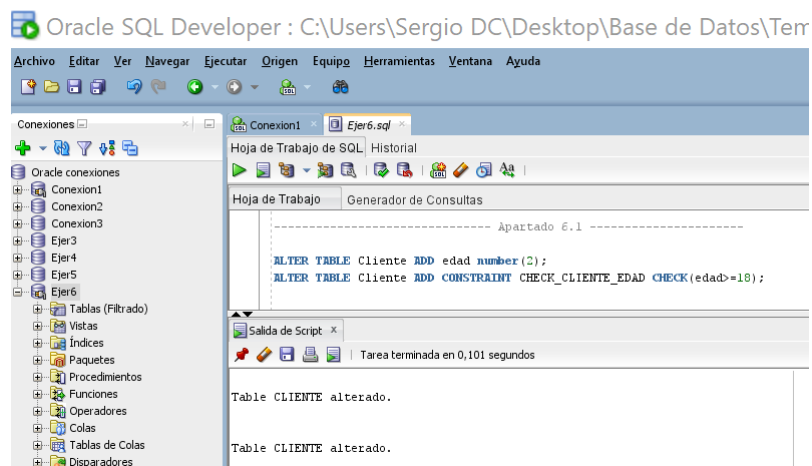 Oracle SQL Developer : C:\Users\Sergio DC\Desktop\Base de Datos\Tem
Archivo Editar Ver Navegar Ejecutar Origen Equipo Herramientas Ventana Ayuda
Conexiones
Oracle conexiones
Conexion1
Conexion2
Conexion3
Ejer3
Ejer4
Ejer5
Ejer6
Tablas (Filtrado)
Vistas
Índices
Paquetes
Procedimientos
Funciones
Operadores
Colas
Tablas de Colas
Disparadores
Conexion1 Ejer6.sql
Hoja de Trabajo de SQL Historial
Hoja de Trabajo Generador de Consultas
------------------------------- Apartado 6.1 ----------------------
ALTER TABLE Cliente ADD edad number(2);
ALTER TABLE Cliente ADD CONSTRAINT CHECK_CLIENTE_EDAD CHECK(edad>=18);
Salida de Script x
Tarea terminada en 0,101 segundos
Table CLIENTE alterado.
Table CLIENTE alterado.